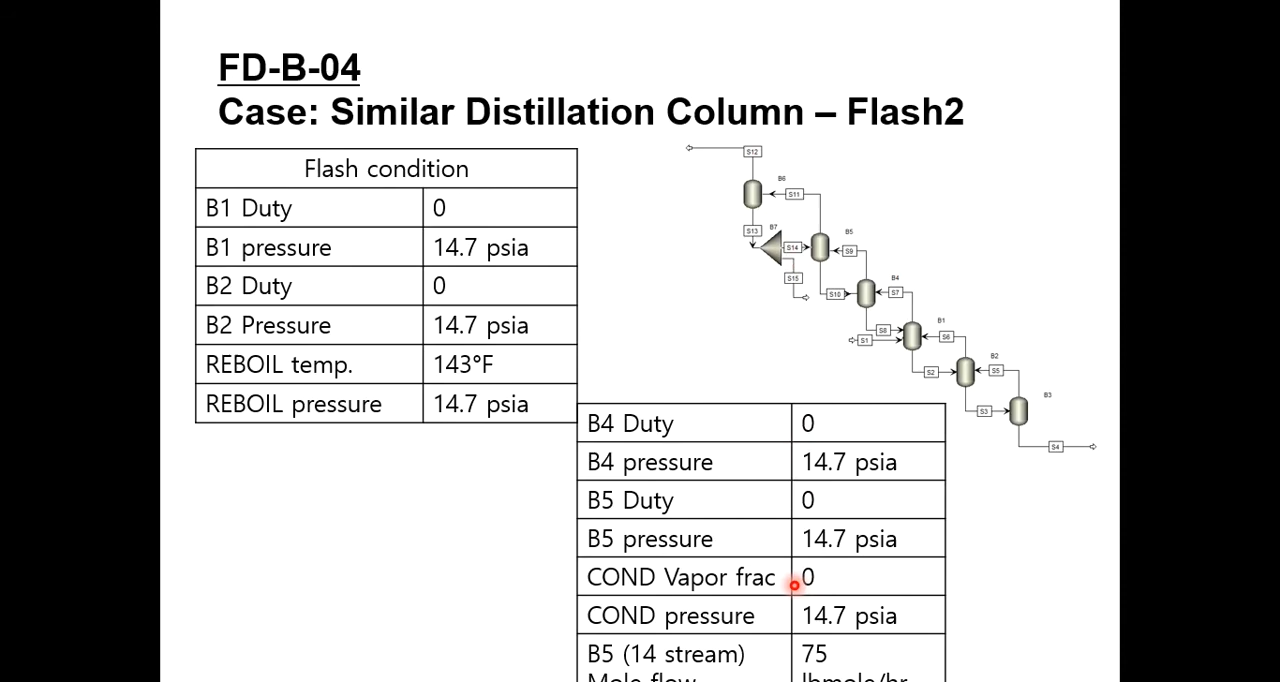 FD-B-04
Case: Similar Distillation Column – Flash2
Flash condition
B1 Duty 0
B1 pressure 14.7 psia
B2 Duty 0
B2 Pressure 14.7 psia
REBOIL temp. 143°F
REBOIL pressure 14.7 psia
B4 Duty 0
B4 pressure 14.7 psia
B5 Duty 0
B5 pressure 14.7 psia
COND Vapor frac 0
COND pressure 14.7 psia
B5 (14 stream) 75
Mole flow lbmole/hr
S12
B6
S11
S13
B7
S14
B5
S9
S15
B4
S10
S7
B1
S8
S1
S6
B2
S2
S5
B3
S3
S4